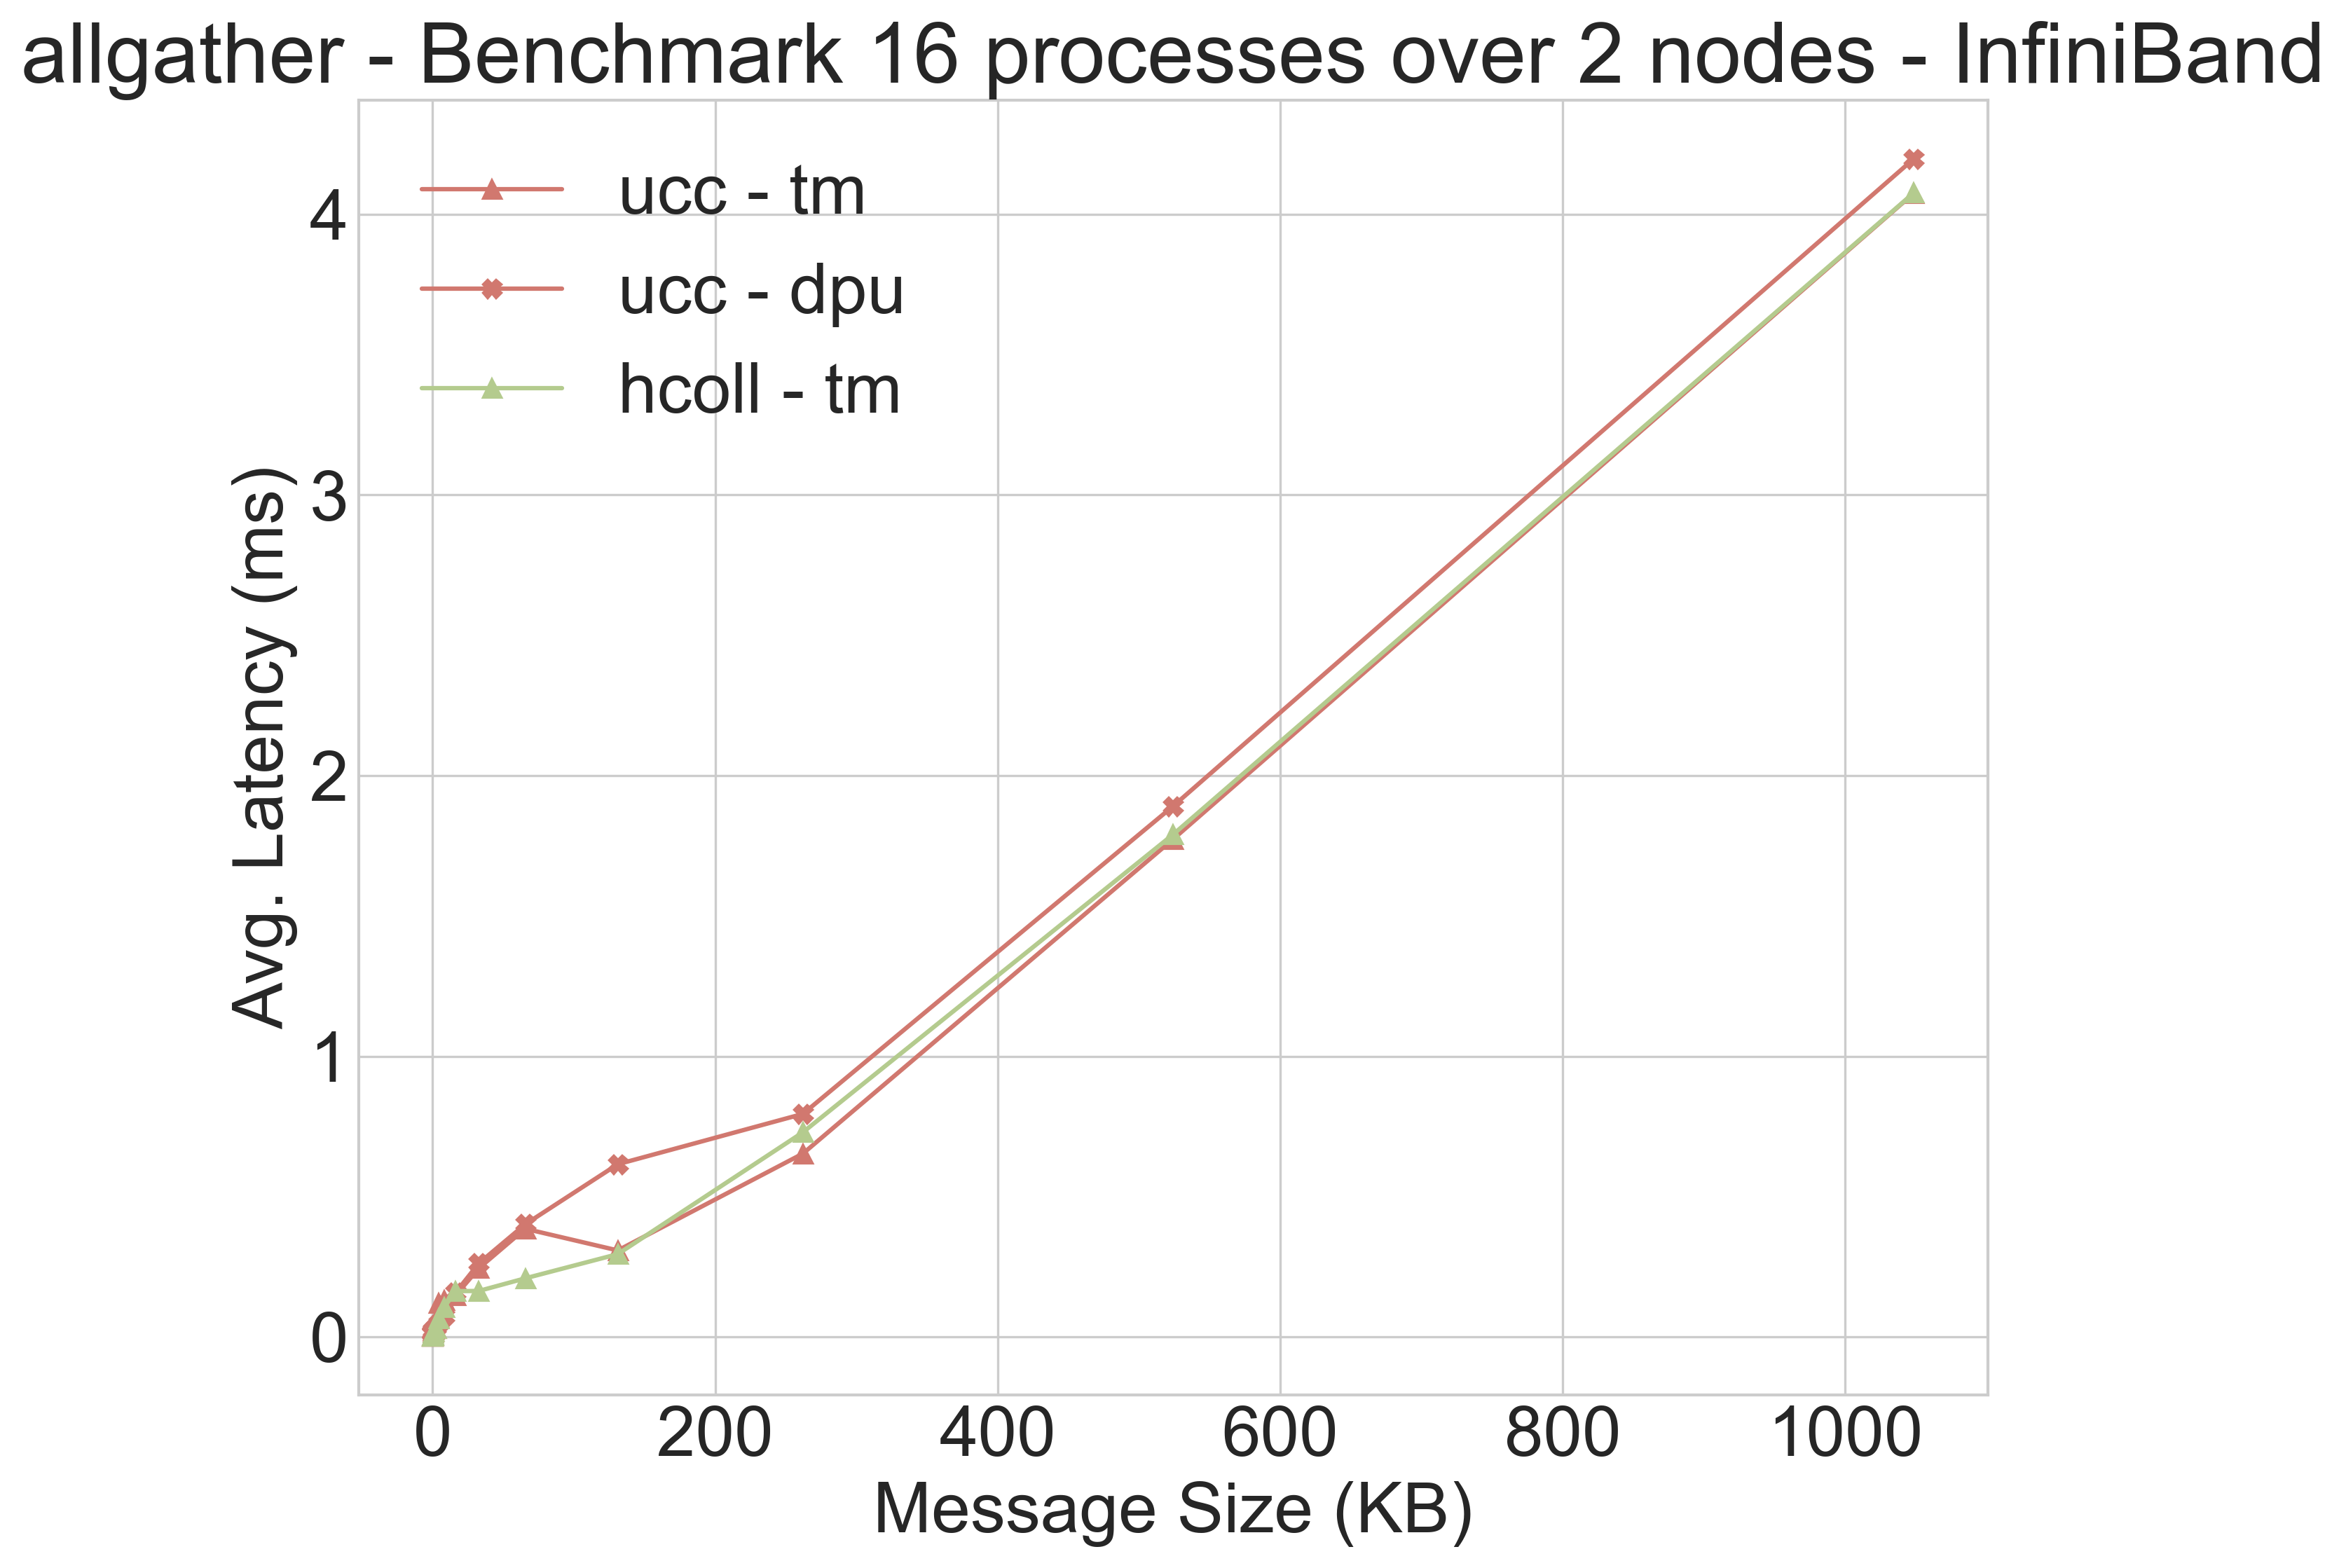 allgather - Benchmark 16 processes over 2 nodes - InfiniBand
ucc - tm
ucc - dpu
hcoll - tm
Avg. Latency (ms)
4
3
2
1
0
0 200 400 600 800 1000
Message Size (KB)